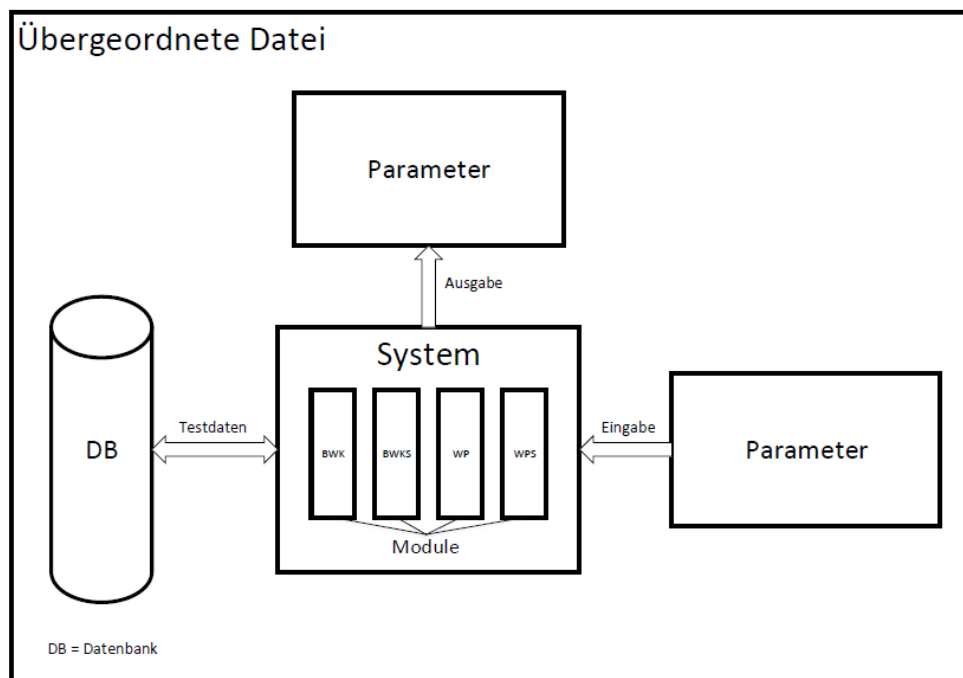 Übergeordnete Datei
Parameter
Ausgabe
System
Testdaten
Eingabe
DB
BWK
BWKS
WP
WPS
Parameter
Module
DB = Datenbank